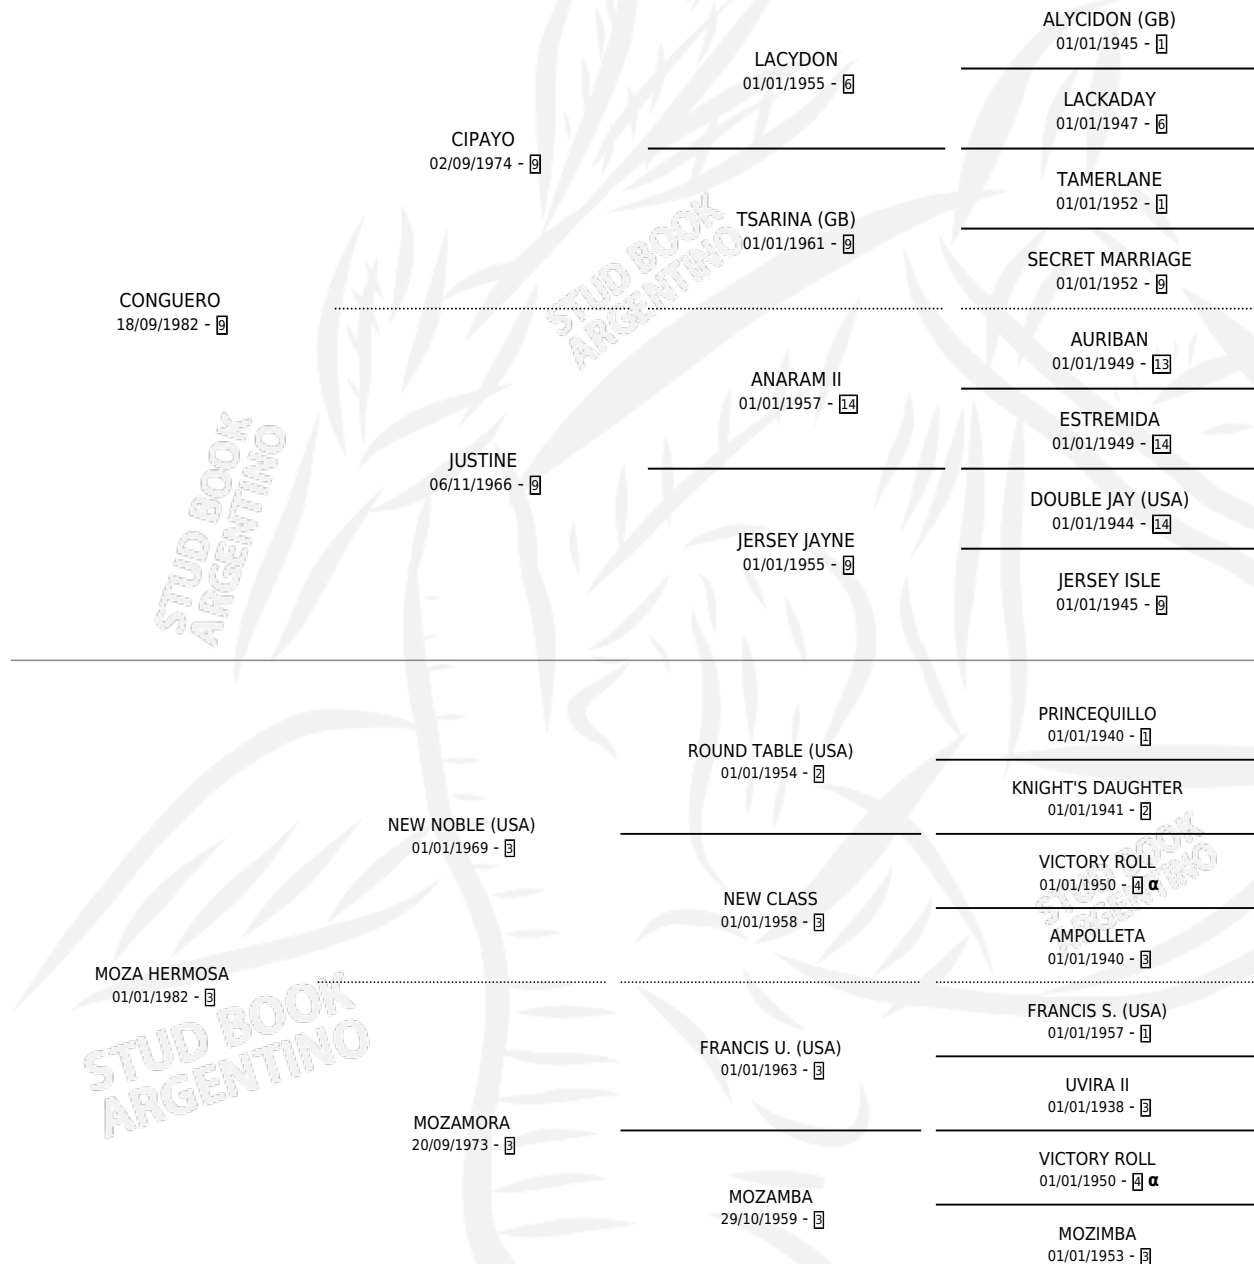 ALYCIDON (GB)
01/01/1945 - 1
LACYDON
01/01/1955 - 6
LACKADAY
01/01/1947 - 6
CIPAYO
02/09/1974 - 9
TAMERLANE
01/01/1952 - 1
TSARINA (GB)
01/01/1961 - 9
SECRET MARRIAGE
01/01/1952 - 9
CONGUERO
18/09/1982 - 9
AURIBAN
01/01/1949 - 13
ANARAM II
01/01/1957 - 14
ESTREMIDA
01/01/1949 - 14
JUSTINE
06/11/1966 - 9
DOUBLE JAY (USA)
01/01/1944 - 14
JERSEY JAYNE
01/01/1955 - 9
JERSEY ISLE
01/01/1945 - 9
PRINCEQUILLO
01/01/1940 - 1
ROUND TABLE (USA)
01/01/1954 - 2
KNIGHT'S DAUGHTER
01/01/1941 - 2
NEW NOBLE (USA)
01/01/1969 - 3
VICTORY ROLL
01/01/1950 - 4 α
NEW CLASS
01/01/1958 - 3
AMPOLLETA
01/01/1940 - 3
MOZA HERMOSA
01/01/1982 - 3
FRANCIS S. (USA)
01/01/1957 - 1
FRANCIS U. (USA)
01/01/1963 - 3
UVIRA II
01/01/1938 - 3
MOZAMORA
20/09/1973 - 3
VICTORY ROLL
01/01/1950 - 4 α
MOZAMBA
29/10/1959 - 3
MOZIMBA
01/01/1953 - 3
STUD BOOK
ARGENTINO
STUD BOOK
ARGENTINO
STUD BOOK
ARGENTINO
STUD BOOK
ARGENTINO